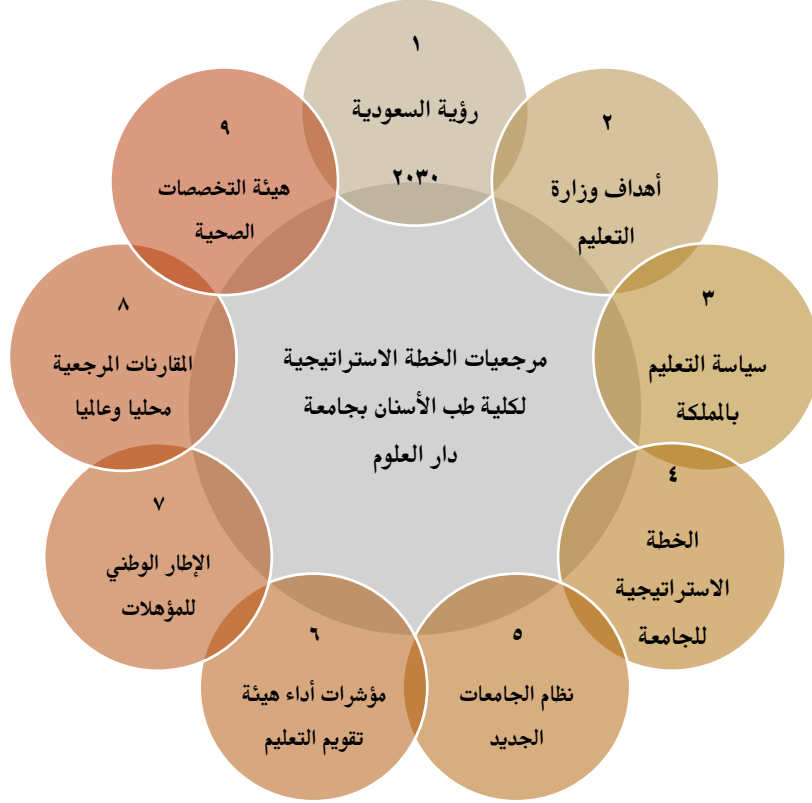 ١
رؤية السعودية
٢٠٣٠
٢
أهداف وزارة
التعليم
٣
سياسة التعليم
بالمملكة
٤
الخطة
الاستراتيجية
للجامعة
٥
نظام الجامعات
الجديد
٦
مؤشرات أداء هيئة
تقويم التعليم
٧
الإطار الوطني
للمؤهلات
٨
المقارنات المرجعية
محليا وعالميا
٩
هيئة التخصصات
الصحية
مرجعيات الخطة الاستراتيجية
لكلية طب الأسنان بجامعة
دار العلوم